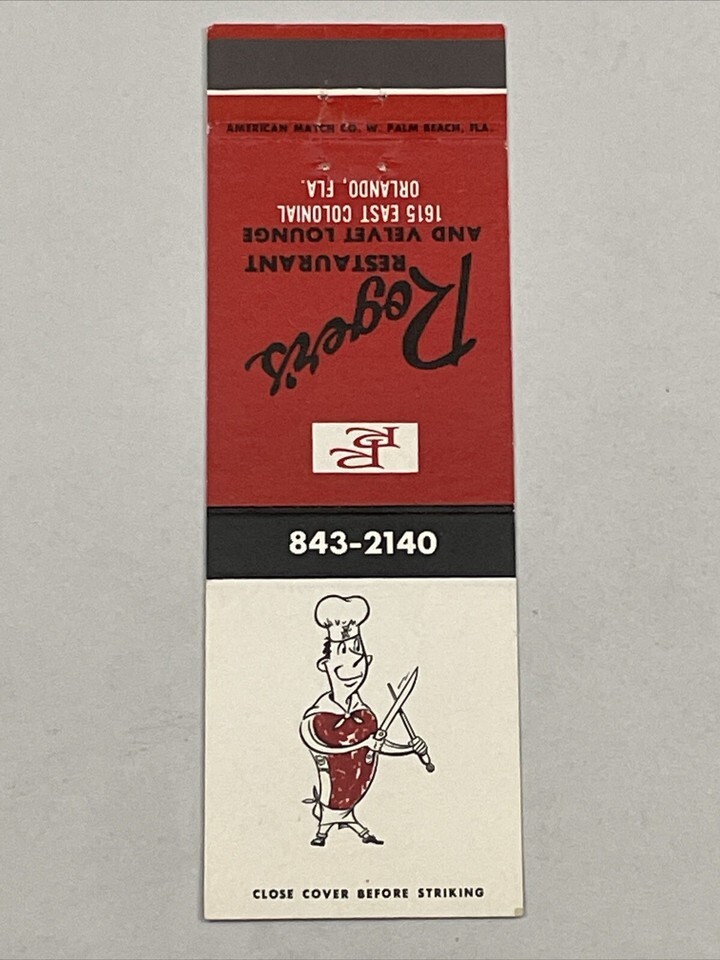 AMERICAN MATCH CO. W. PALM BEACH, FLA.
RR
Roger's
RESTAURANT
AND VELVET LOUNGE
1615 EAST COLONIAL
ORLANDO, FLA.
843-2140
CLOSE COVER BEFORE STRIKING